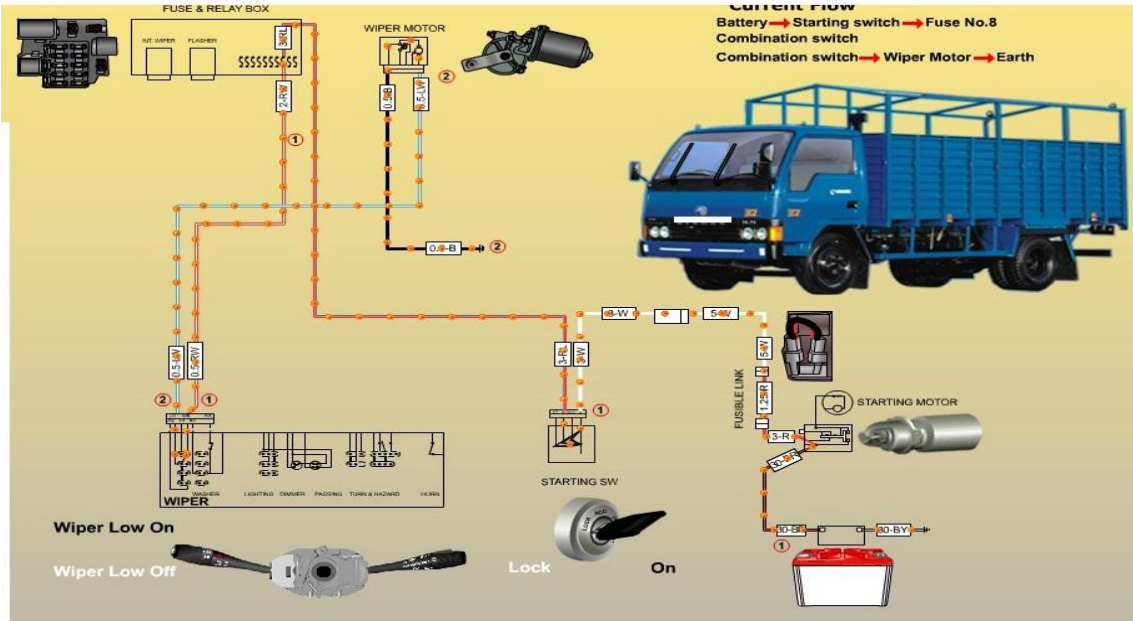 Current Flow
Battery → Starting switch → Fuse No.8
Combination switch
Combination switch → Wiper Motor → Earth
FUSE & RELAY BOX
INT. WIPER
FLASHER
3-RL
WIPER MOTOR
2
2-RW
0.5-B
0.5-LW
1
0.5-B
2
3-W
5-W
0.5-LW
0.5-RW
3-RL
3-W
5-W
FUSIBLE LINK
1.25-R
STARTING MOTOR
2
1
1
3-R
WASHER
LIGHTING
DIMMER
PASSING
TURN & HAZARD
HORN
WIPER
STARTING SW
LOCK
ACC
Wiper Low On
30-B
30-BY
1
Wiper Low Off
Lock
On